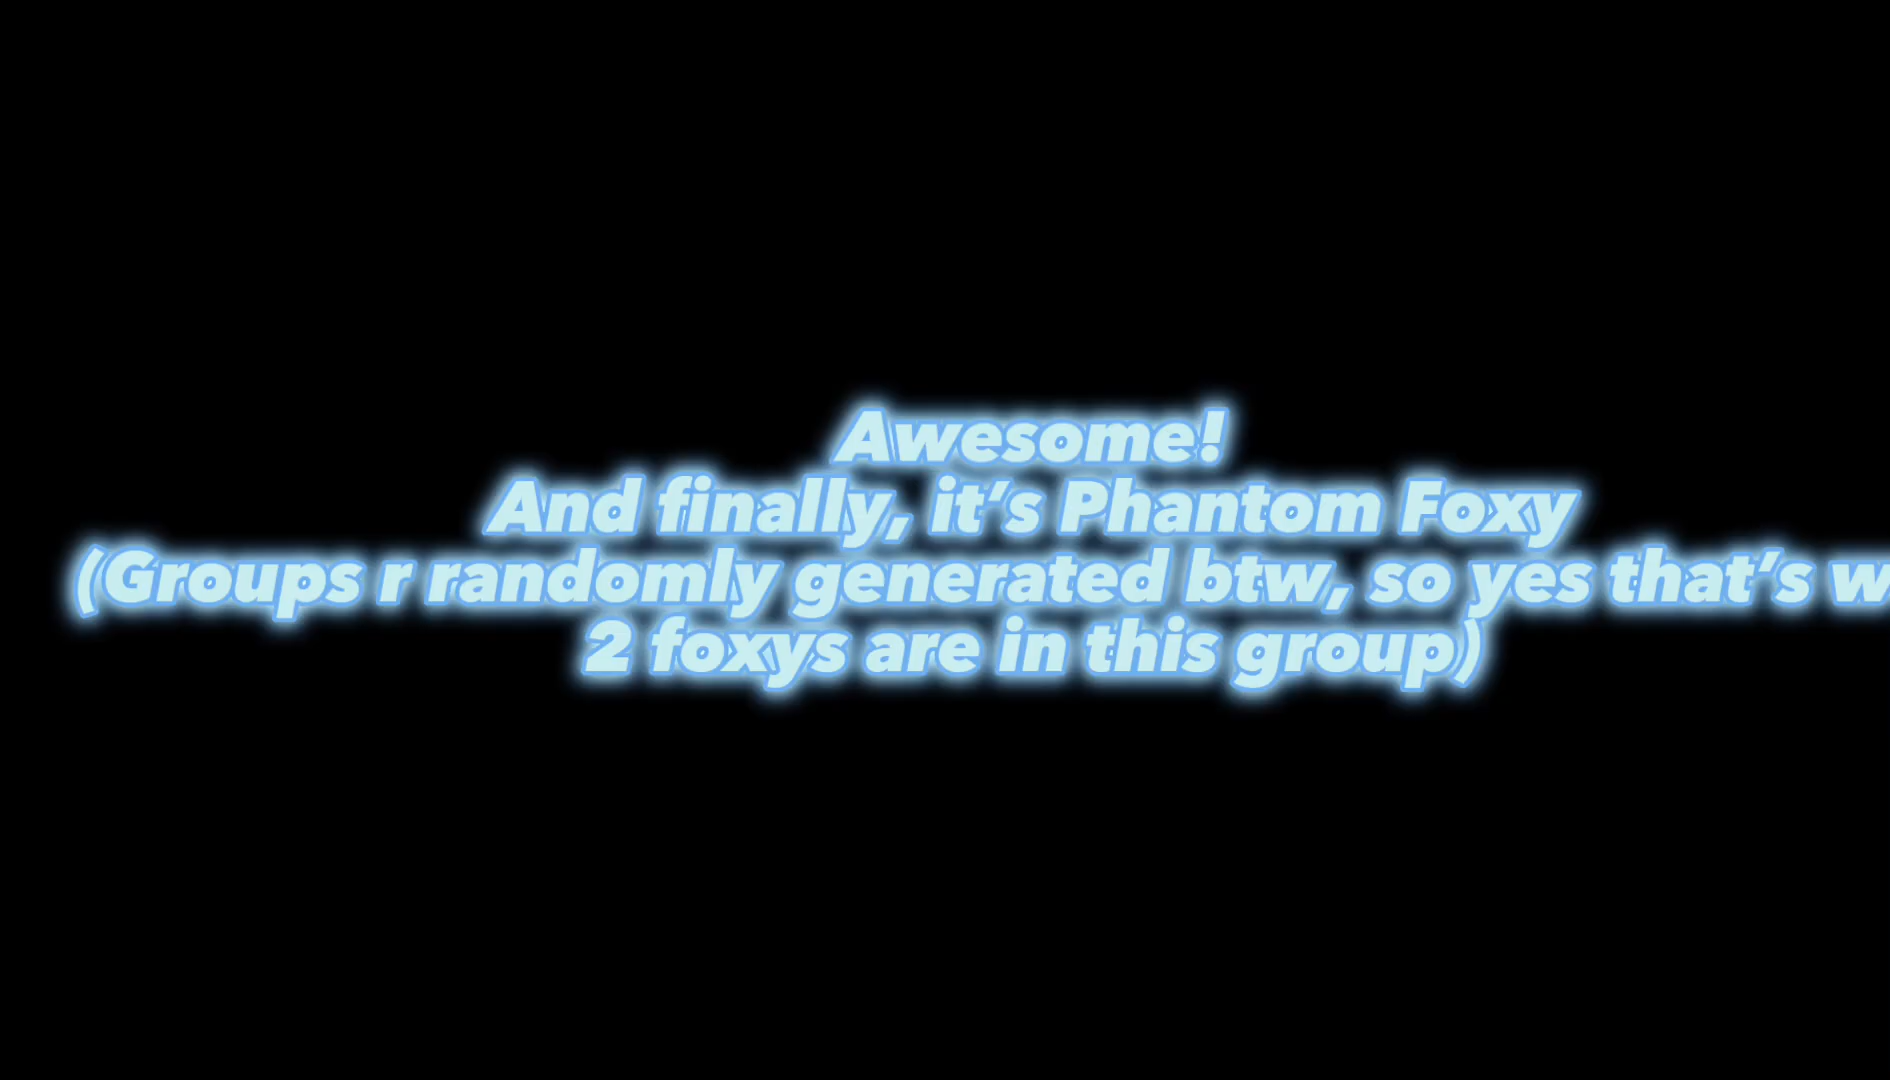 Awesome!
And finally, it’s Phantom Foxy
(Groups r randomly generated btw, so yes that’s
2 foxys are in this group)